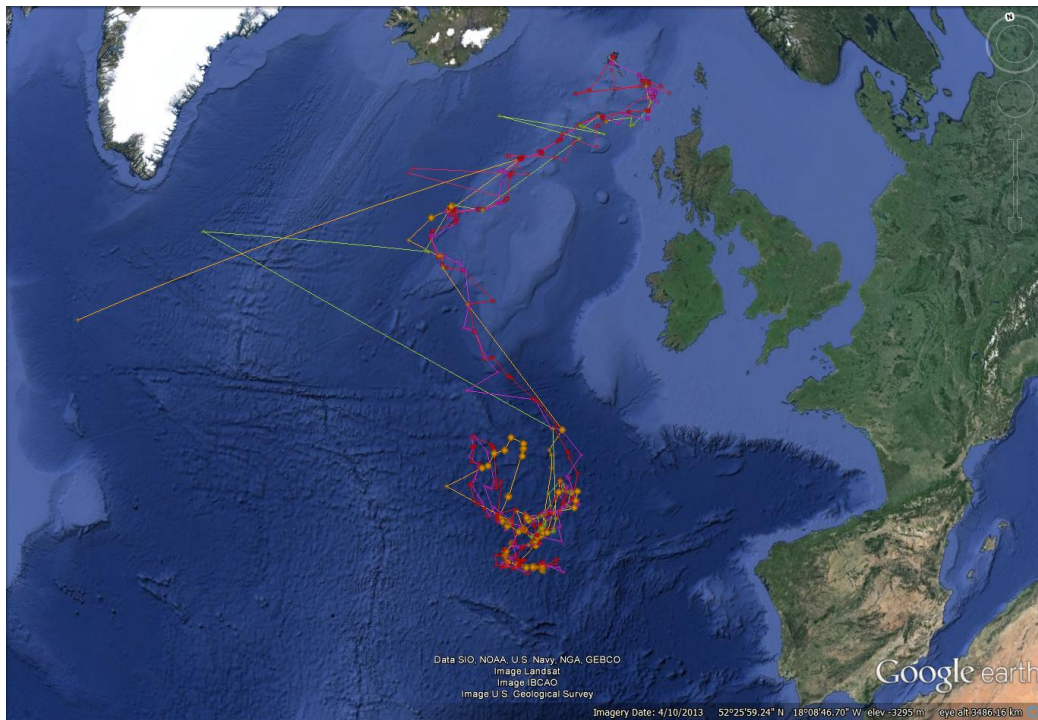 N
Data SIO, NOAA, U.S. Navy, NGA, GEBCO
Image Landsat
Image IBCAO
Image U.S. Geological Survey
Google earth
Imagery Date: 4/10/2013 52°25'59.24" N 18°08'46.70" W elev -3295 m eye alt 3486.16 km